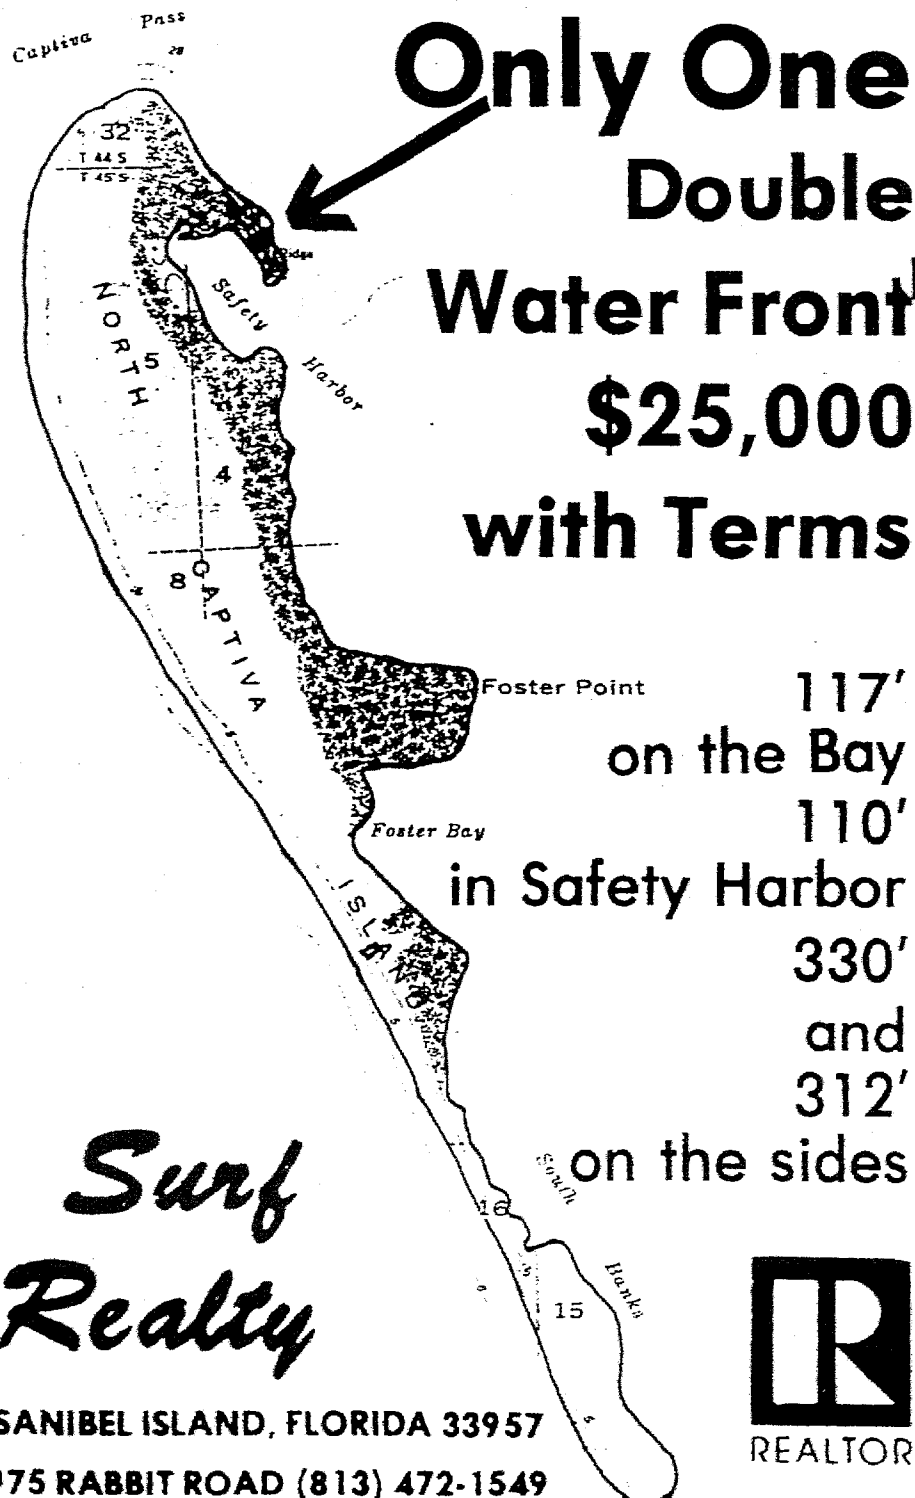 Captiva Pass
28
Only One
Double
Water Front
$25,000
with Terms
32
T 44 S
T 45 S
Safety
Harbor
NORTH
5
4
8
CAPTIVA
Foster Point
117'
on the Bay
110'
in Safety Harbor
330'
and
312'
on the sides
Foster Bay
ISLAND
South
Banks
16
15
Surf
Realty
SANIBEL ISLAND, FLORIDA 33957
75 RABBIT ROAD (813) 472-1549
R
REALTOR